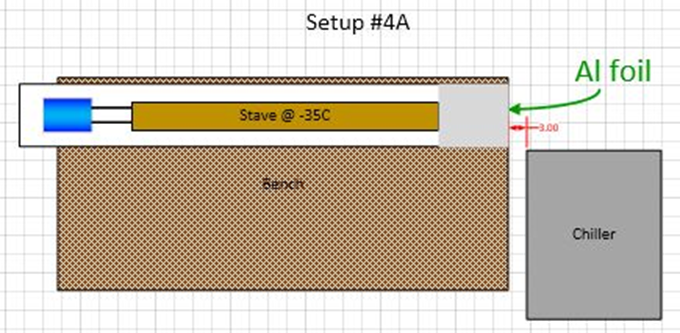 Setup #4A
Al foil
Stave @ -35C
3.00
Bench
Chiller